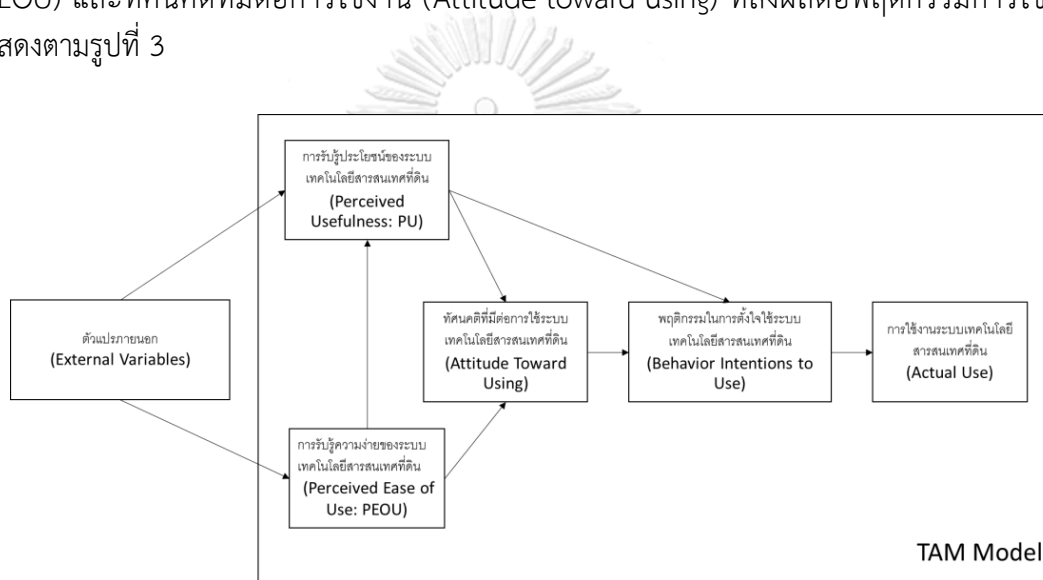 EOU) และทัศนคติที่มีต่อการใช้งาน (Attitude toward using) ที่ส่งผลต่อพฤติกรรมการใช้
สดงตามรูปที่ 3
การรับรู้ประโยชน์ของระบบ
เทคโนโลยีสารสนเทศที่ดิน
(Perceived
Usefulness: PU)
ตัวแปรภายนอก
(External Variables)
ทัศนคติที่มีต่อการใช้ระบบ
เทคโนโลยีสารสนเทศที่ดิน
(Attitude Toward
Using)
พฤติกรรมในการตั้งใจใช้ระบบ
เทคโนโลยีสารสนเทศที่ดิน
(Behavior Intentions to
Use)
การใช้งานระบบเทคโนโลยี
สารสนเทศที่ดิน
(Actual Use)
การรับรู้ความง่ายของระบบ
เทคโนโลยีสารสนเทศที่ดิน
(Perceived Ease of
Use: PEOU)
TAM Model